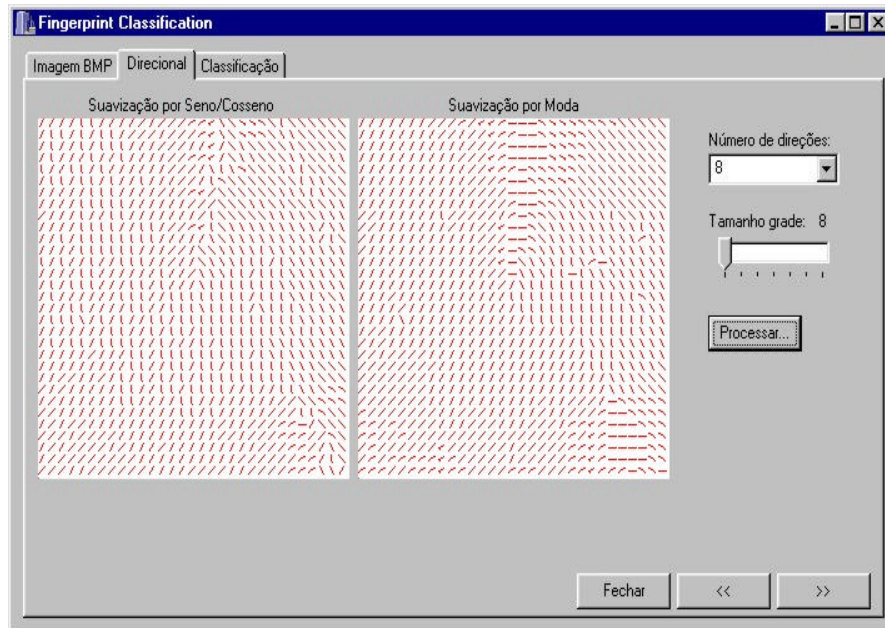 Fingerprint Classification
Imagem BMP Direcional Classificação
Suavização por Seno/Cosseno Suavização por Moda
Número de direções:
8
Tamanho grade: 8
Processar...
Fechar << >>